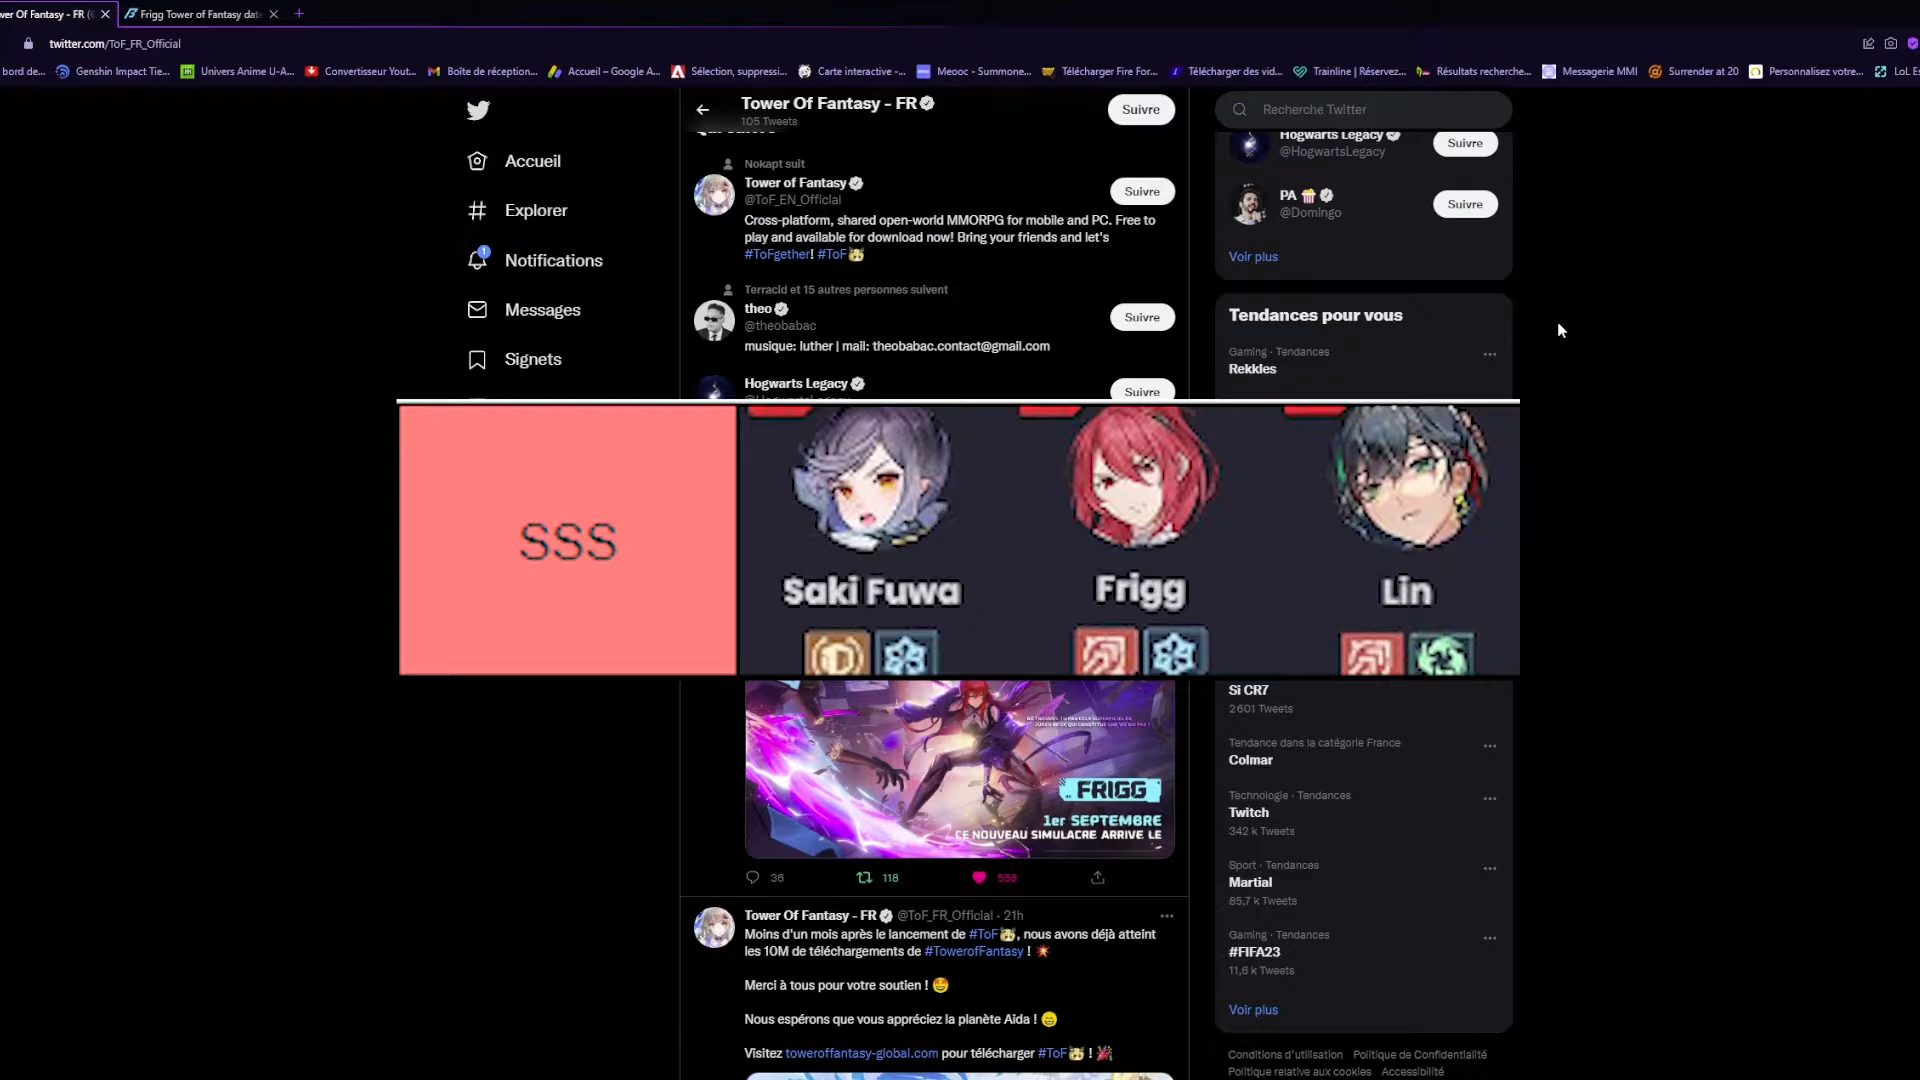 wer Of Fantasy - FR (
Frigg Tower of Fantasy dat
twitter.com/ToF_FR_Official
bord de...
Genshin Impact Tie...
Univers Anime U-A...
Convertisseur Yout...
Boîte de réception...
Accueil – Google A...
Sélection, suppressi...
Carte interactive -...
Meooc - Summone...
Télécharger Fire For...
Télécharger des vid...
Trainline | Réservez...
Résultats recherche...
Messagerie MMI
Surrender at 20
Personnalisez votre...
LoL Es
Accueil
Explorer
Notifications
1
Messages
Signets
Tower Of Fantasy - FR
105 Tweets
Suivre
Nokapt suit
Tower of Fantasy
@ToF_EN_Official
Suivre
Cross-platform, shared open-world MMORPG for mobile and PC. Free to
play and available for download now! Bring your friends and let's
#ToFgether! #ToF
Terracid et 15 autres personnes suivent
theo
@theobabac
Suivre
musique: luther | mail: theobabac.contact@gmail.com
Hogwarts Legacy
Suivre
SSS
Saki Fuwa
Frigg
Lin
FRIGG
1er SEPTEMBRE
CE NOUVEAU SIMULACRE ARRIVE LE
36
118
558
Tower Of Fantasy - FR @ToF_FR_Official · 21h
Moins d'un mois après le lancement de #ToF, nous avons déjà atteint
les 10M de téléchargements de #TowerofFantasy !
Merci à tous pour votre soutien !
Nous espérons que vous appréciez la planète Aida !
Visitez toweroffantasy-global.com pour télécharger #ToF !
Recherche Twitter
Hogwarts Legacy
@HogwartsLegacy
Suivre
PA
@Domingo
Suivre
Voir plus
Tendances pour vous
Gaming · Tendances
Rekkles
Si CR7
2 601 Tweets
Tendance dans la catégorie France
Colmar
Technologie · Tendances
Twitch
342 k Tweets
Sport · Tendances
Martial
85,7 k Tweets
Gaming · Tendances
#FIFA23
11,6 k Tweets
Voir plus
Conditions d'utilisation Politique de Confidentialité
Politique relative aux cookies Accessibilité